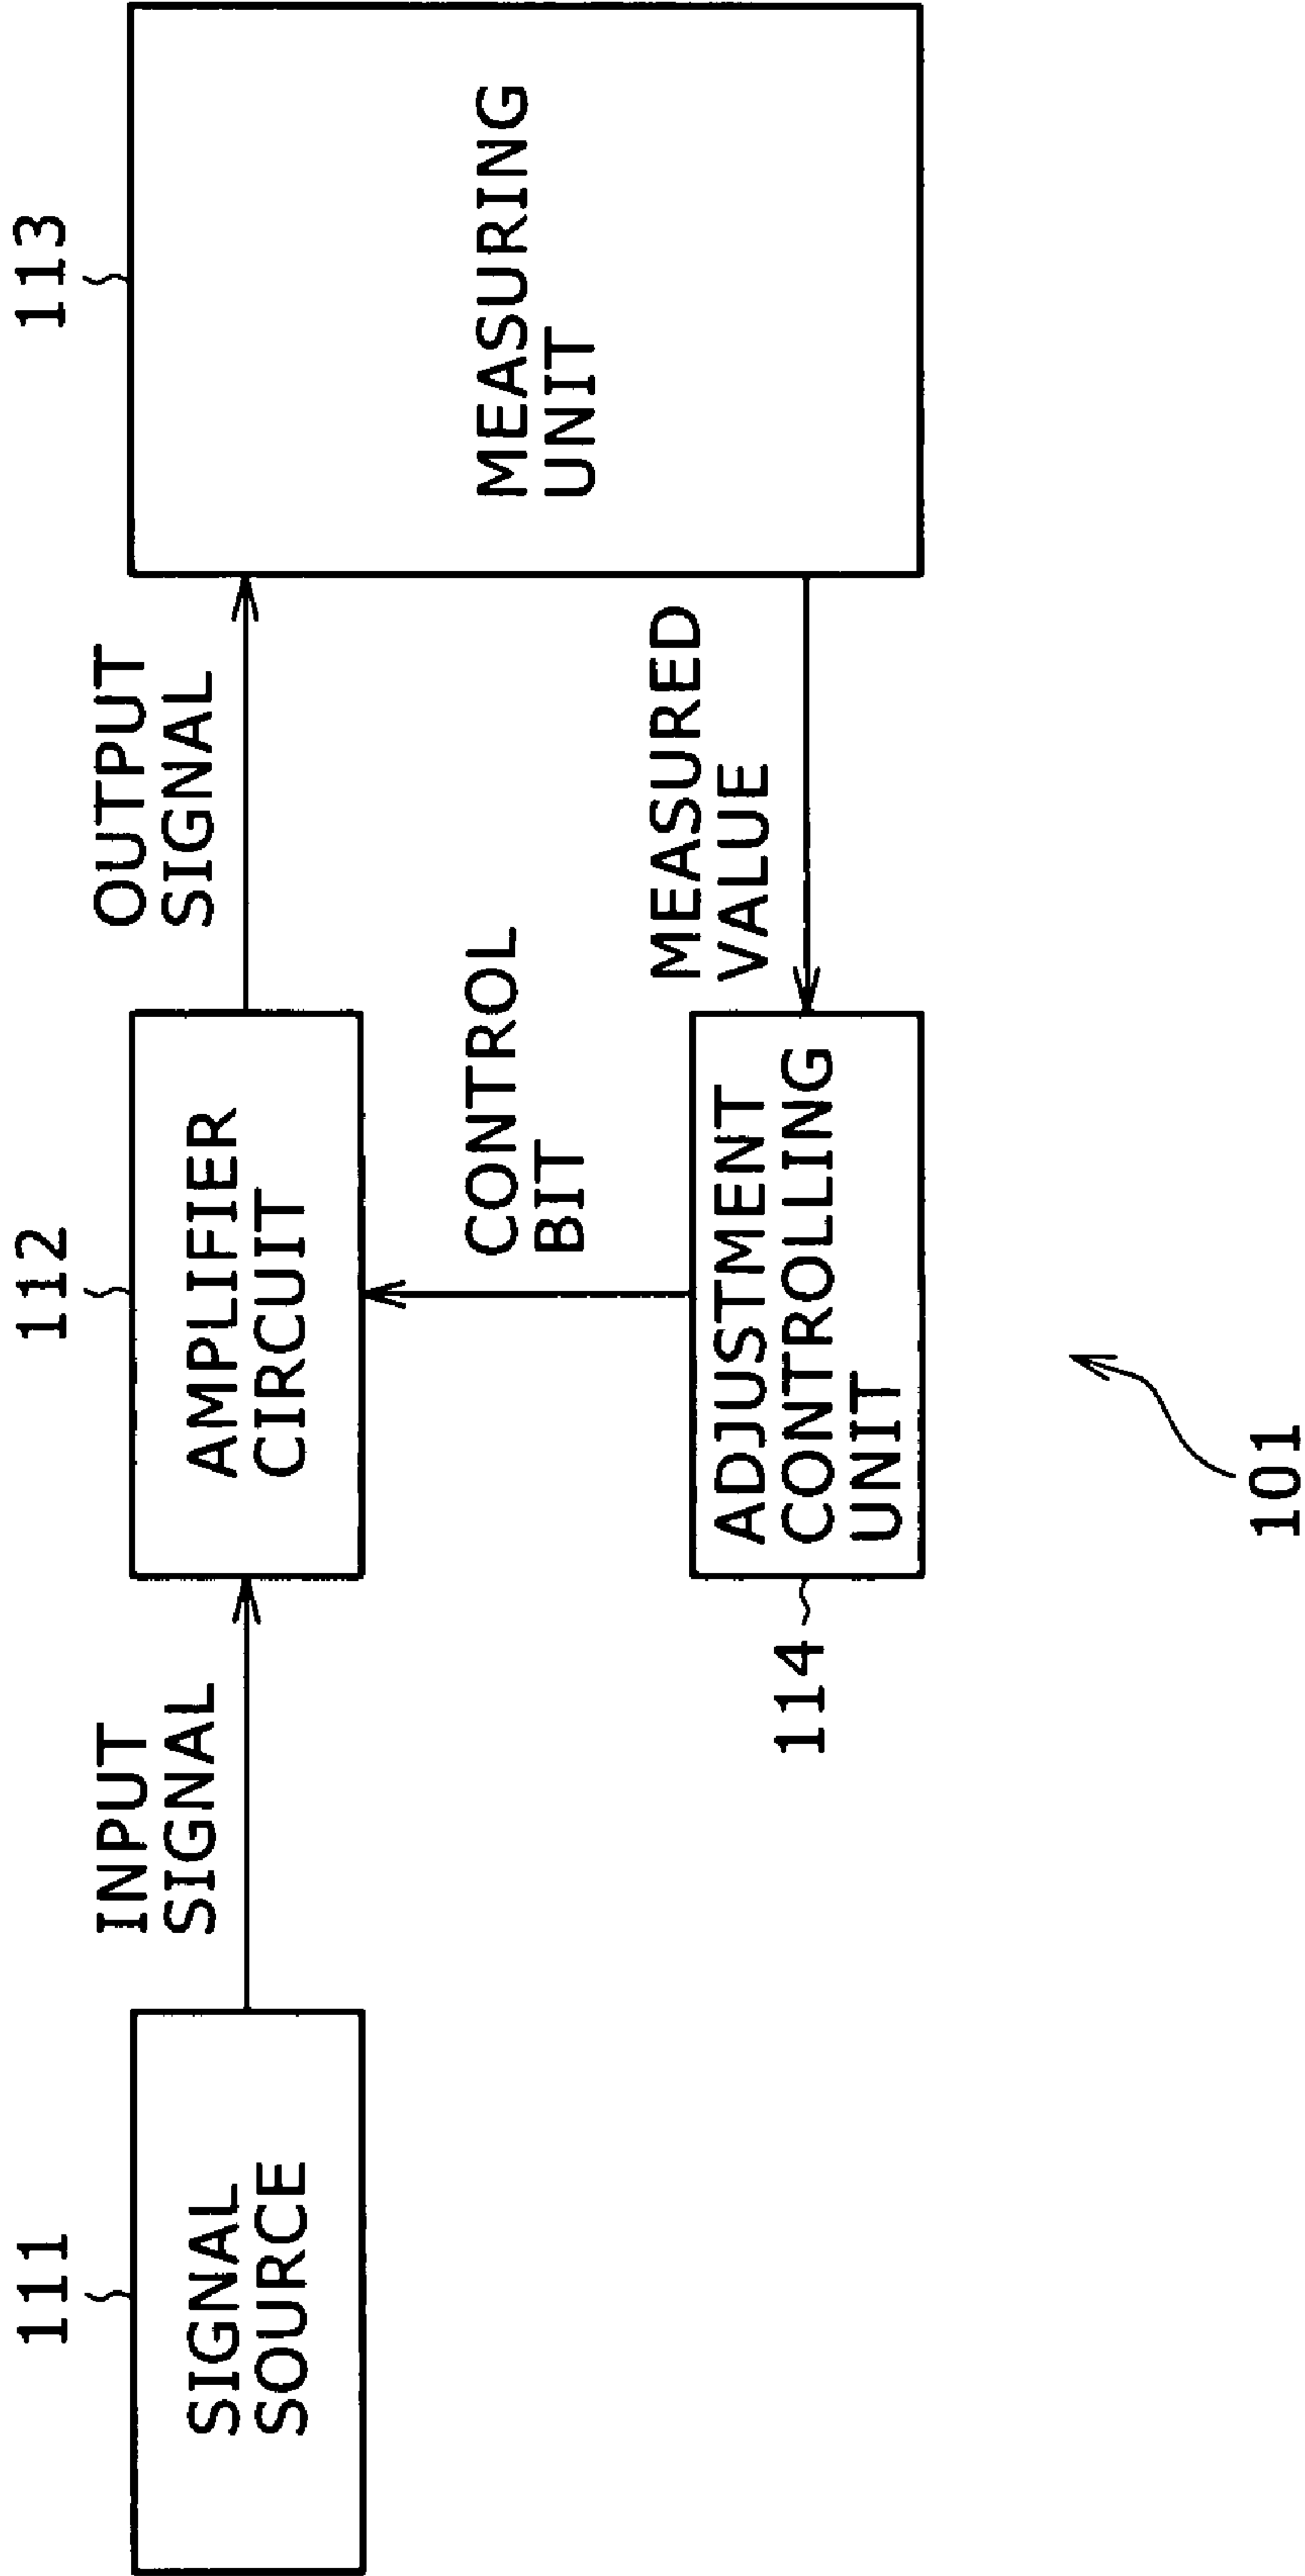 111
SIGNAL
SOURCE
INPUT
SIGNAL
112
AMPLIFIER
CIRCUIT
OUTPUT
SIGNAL
113
MEASURING
UNIT
CONTROL
BIT
MEASURED
VALUE
114
ADJUSTMENT
CONTROLLING
UNIT
101